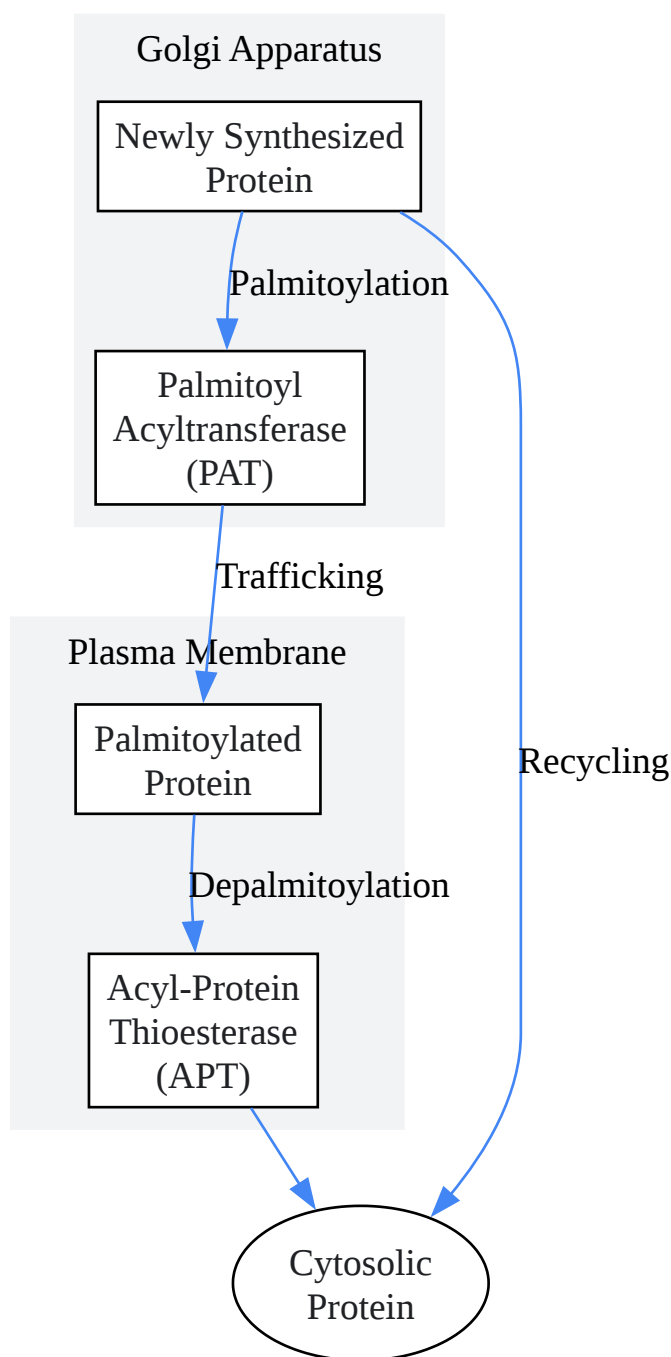 Golgi Apparatus
Newly Synthesized
Protein
Palmitoylation
Palmitoyl
Acyltransferase
(PAT)
Trafficking
Plasma Membrane
Palmitoylated
Protein
Recycling
Depalmitoylation
Acyl-Protein
Thioesterase
(APT)
Cytosolic
Protein